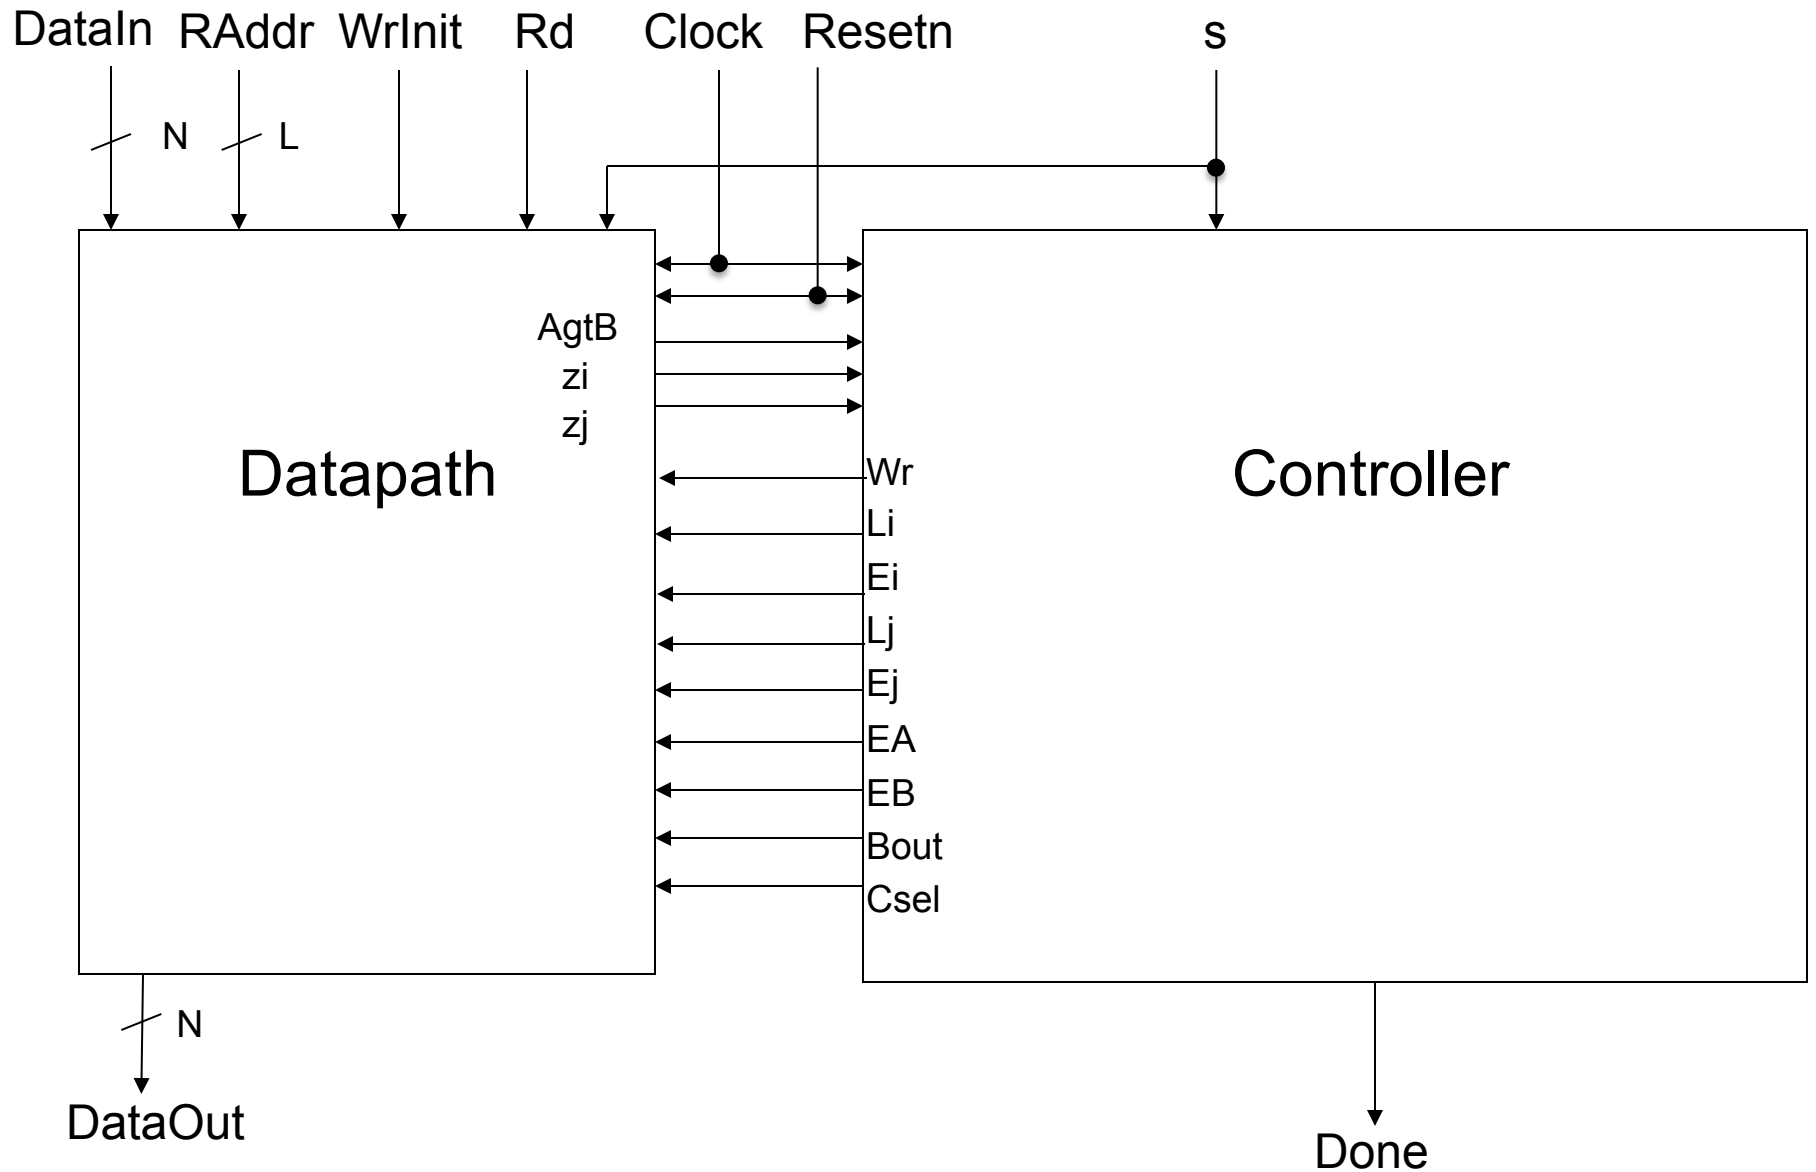 DataIn RAddr WrInit Rd Clock Resetn s
N L
AgtB
zi
zj
Datapath Controller
Wr
Li
Ei
Lj
Ej
EA
EB
Bout
Csel
N
DataOut
Done